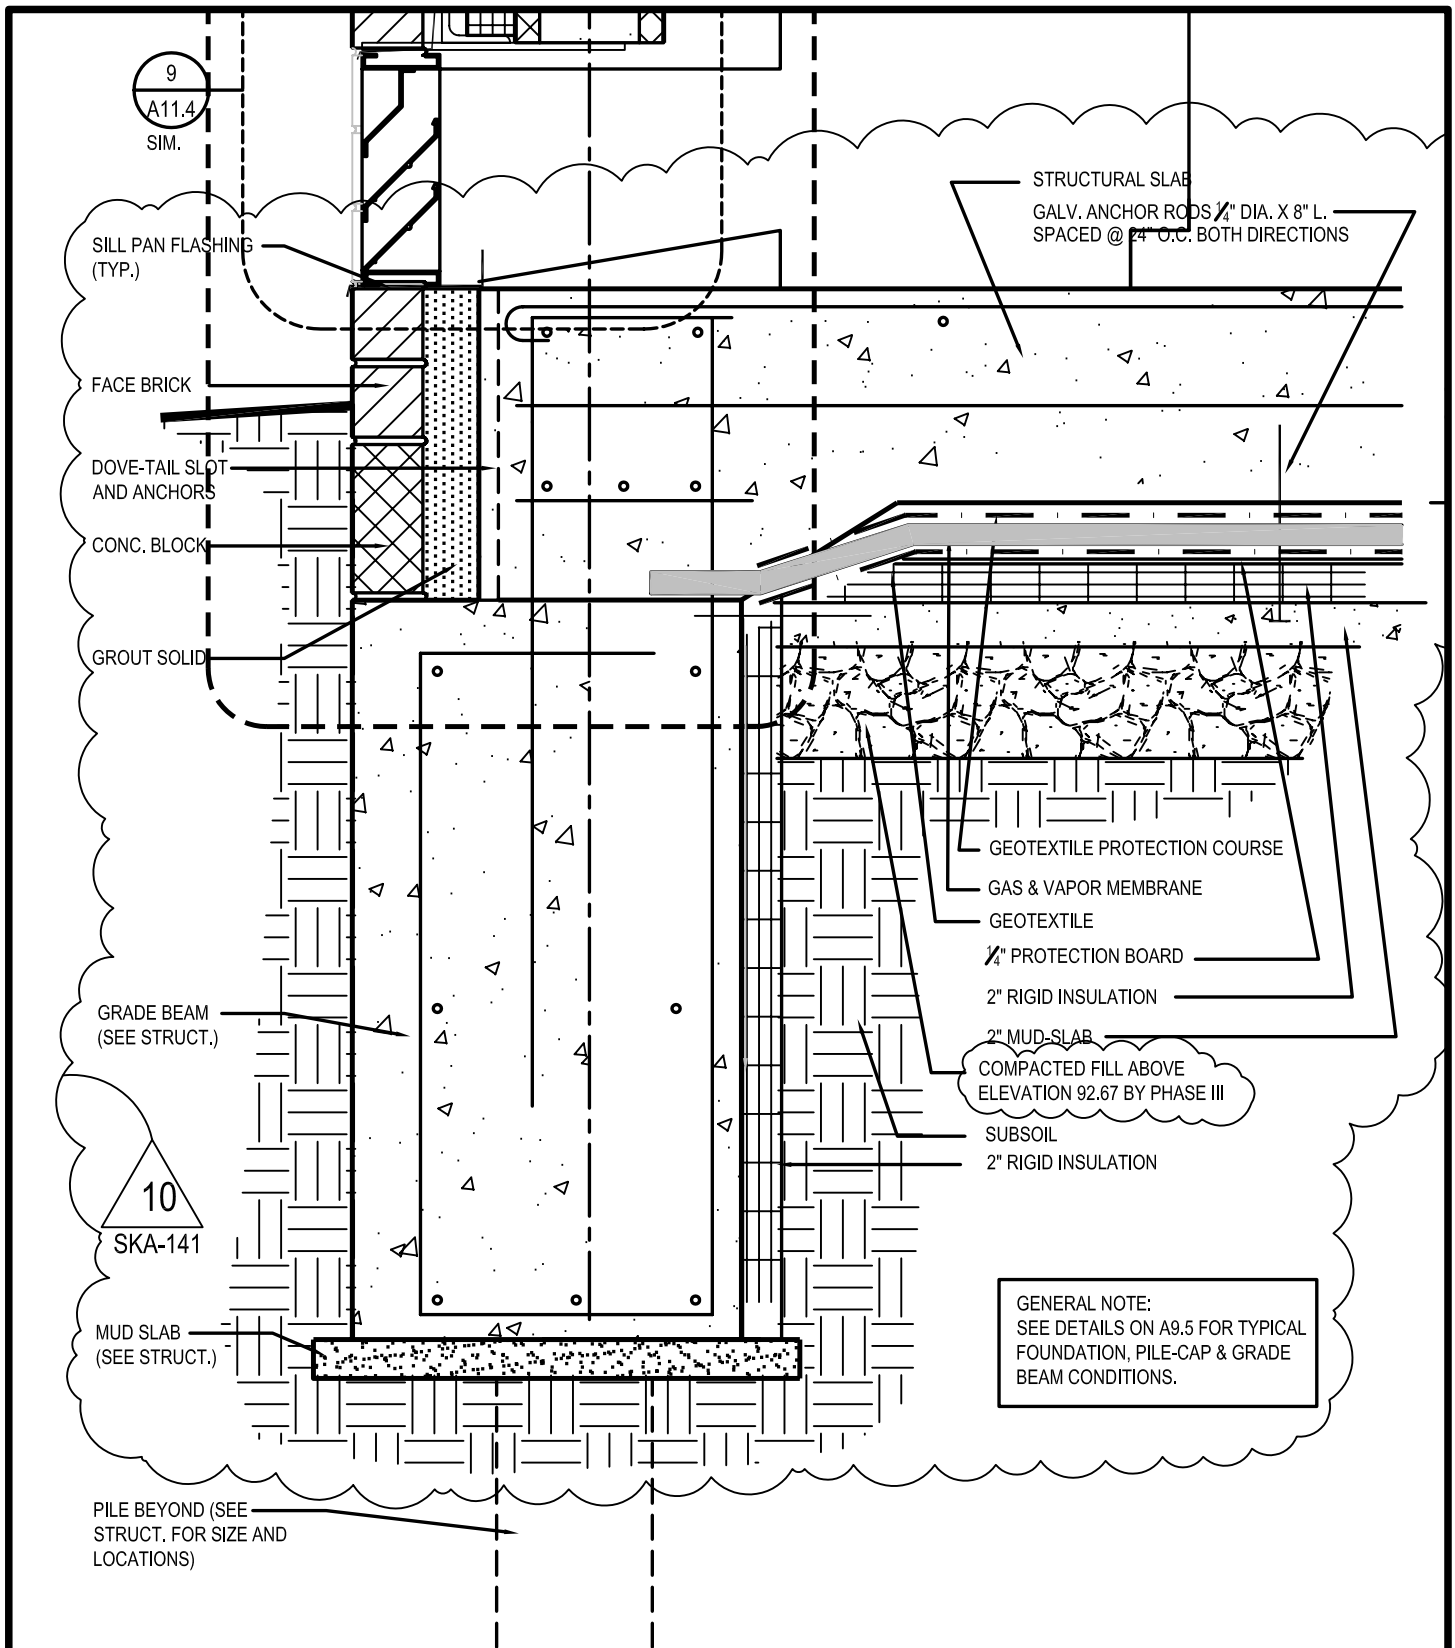 9
A11.4
SIM.
STRUCTURAL SLAB
GALV. ANCHOR RODS 1/4" DIA. X 8" L.
SPACED @ 24" O.C. BOTH DIRECTIONS
SILL PAN FLASHING
(TYP.)
FACE BRICK
DOVE-TAIL SLOT
AND ANCHORS
CONC. BLOCK
GROUT SOLID
GEOTEXTILE PROTECTION COURSE
GAS & VAPOR MEMBRANE
GEOTEXTILE
1/4" PROTECTION BOARD
2" RIGID INSULATION
2" MUD-SLAB
COMPACTED FILL ABOVE
ELEVATION 92.67 BY PHASE III
SUBSOIL
2" RIGID INSULATION
GRADE BEAM
(SEE STRUCT.)
10
SKA-141
MUD SLAB
(SEE STRUCT.)
GENERAL NOTE:
SEE DETAILS ON A9.5 FOR TYPICAL
FOUNDATION, PILE-CAP & GRADE
BEAM CONDITIONS.
PILE BEYOND (SEE
STRUCT. FOR SIZE AND
LOCATIONS)